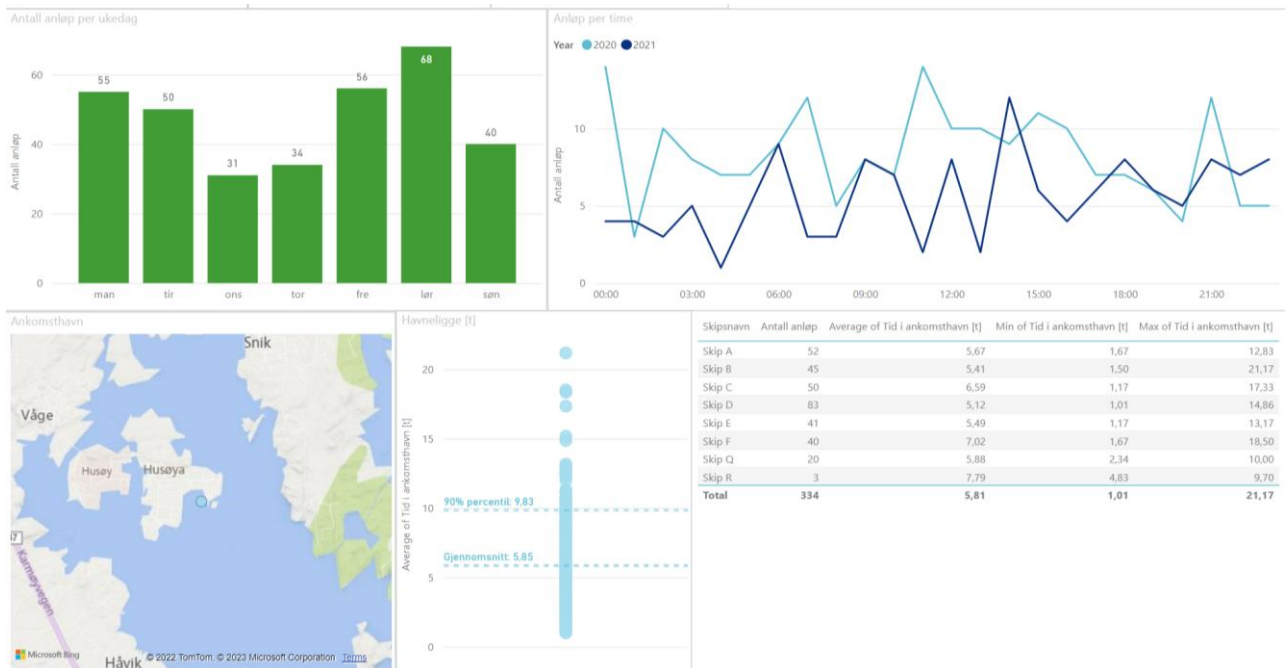 Antall anløp per ukedag
Antall anløp
60
40
20
0
55
50
31
34
56
68
40
man tir ons tor fre lør søn
Anløp per time
Year 2020 2021
Antall anløp
10
5
0
00:00 03:00 06:00 09:00 12:00 15:00 18:00 21:00
Ankomsthavn
Snik
Våge
Husøy
Husøya
47
Karmøyvegen
Håvik
Microsoft Bing
© 2022 TomTom, © 2023 Microsoft Corporation Terms
Havneligge [t]
Average of Tid i ankomsthavn [t]
20
15
10
5
0
90% percentil: 9,83
Gjennomsnitt: 5,85
Skipsnavn Antall anløp Average of Tid i ankomsthavn [t] Min of Tid i ankomsthavn [t] Max of Tid i ankomsthavn [t]
Skip A 52 5,67 1,67 12,83
Skip B 45 5,41 1,50 21,17
Skip C 50 6,59 1,17 17,33
Skip D 83 5,12 1,01 14,86
Skip E 41 5,49 1,17 13,17
Skip F 40 7,02 1,67 18,50
Skip Q 20 5,88 2,34 10,00
Skip R 3 7,79 4,83 9,70
Total 334 5,81 1,01 21,17